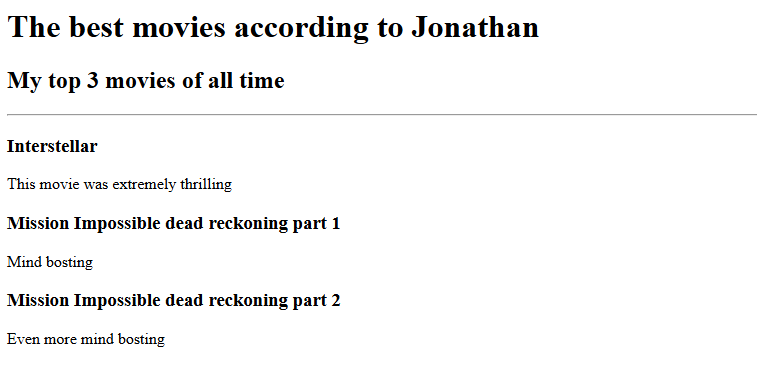 The best movies according to Jonathan
My top 3 movies of all time
Interstellar
This movie was extremely thrilling
Mission Impossible dead reckoning part 1
Mind bosting
Mission Impossible dead reckoning part 2
Even more mind bosting